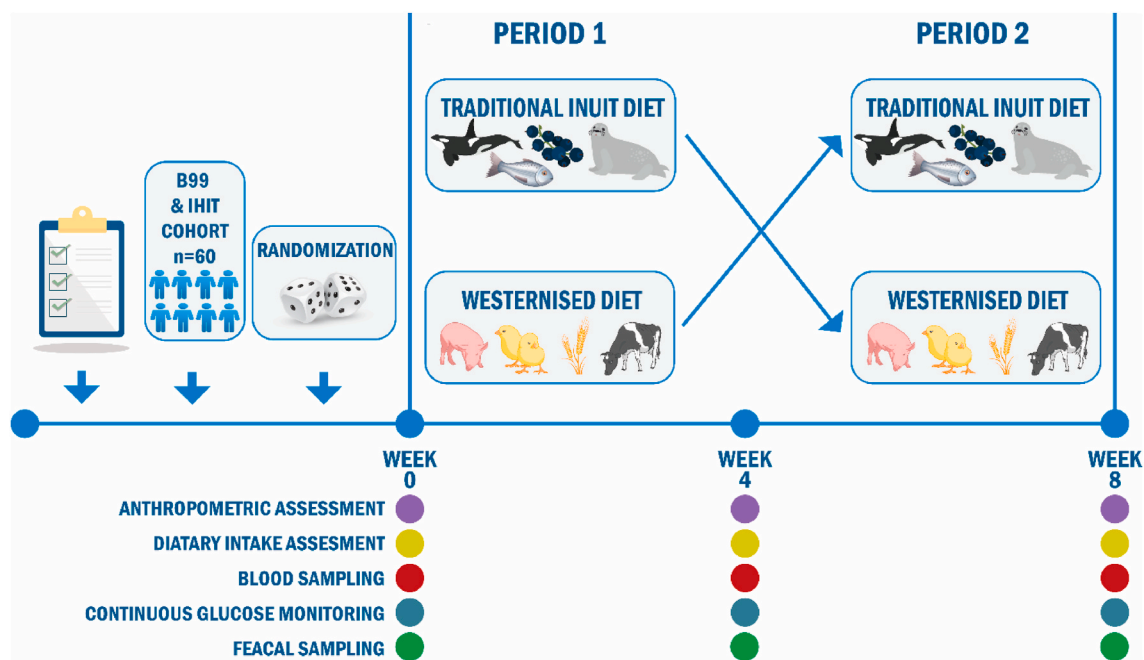 PERIOD 1
PERIOD 2
TRADITIONAL INUIT DIET
TRADITIONAL INUIT DIET
B99
& IHIT
COHORT
n=60
RANDOMIZATION
WESTERNISED DIET
WESTERNISED DIET
WEEK
0
WEEK
4
WEEK
8
ANTHROPOMETRIC ASSESSMENT
DIATARY INTAKE ASSESMENT
BLOOD SAMPLING
CONTINUOUS GLUCOSE MONITORING
FEACAL SAMPLING